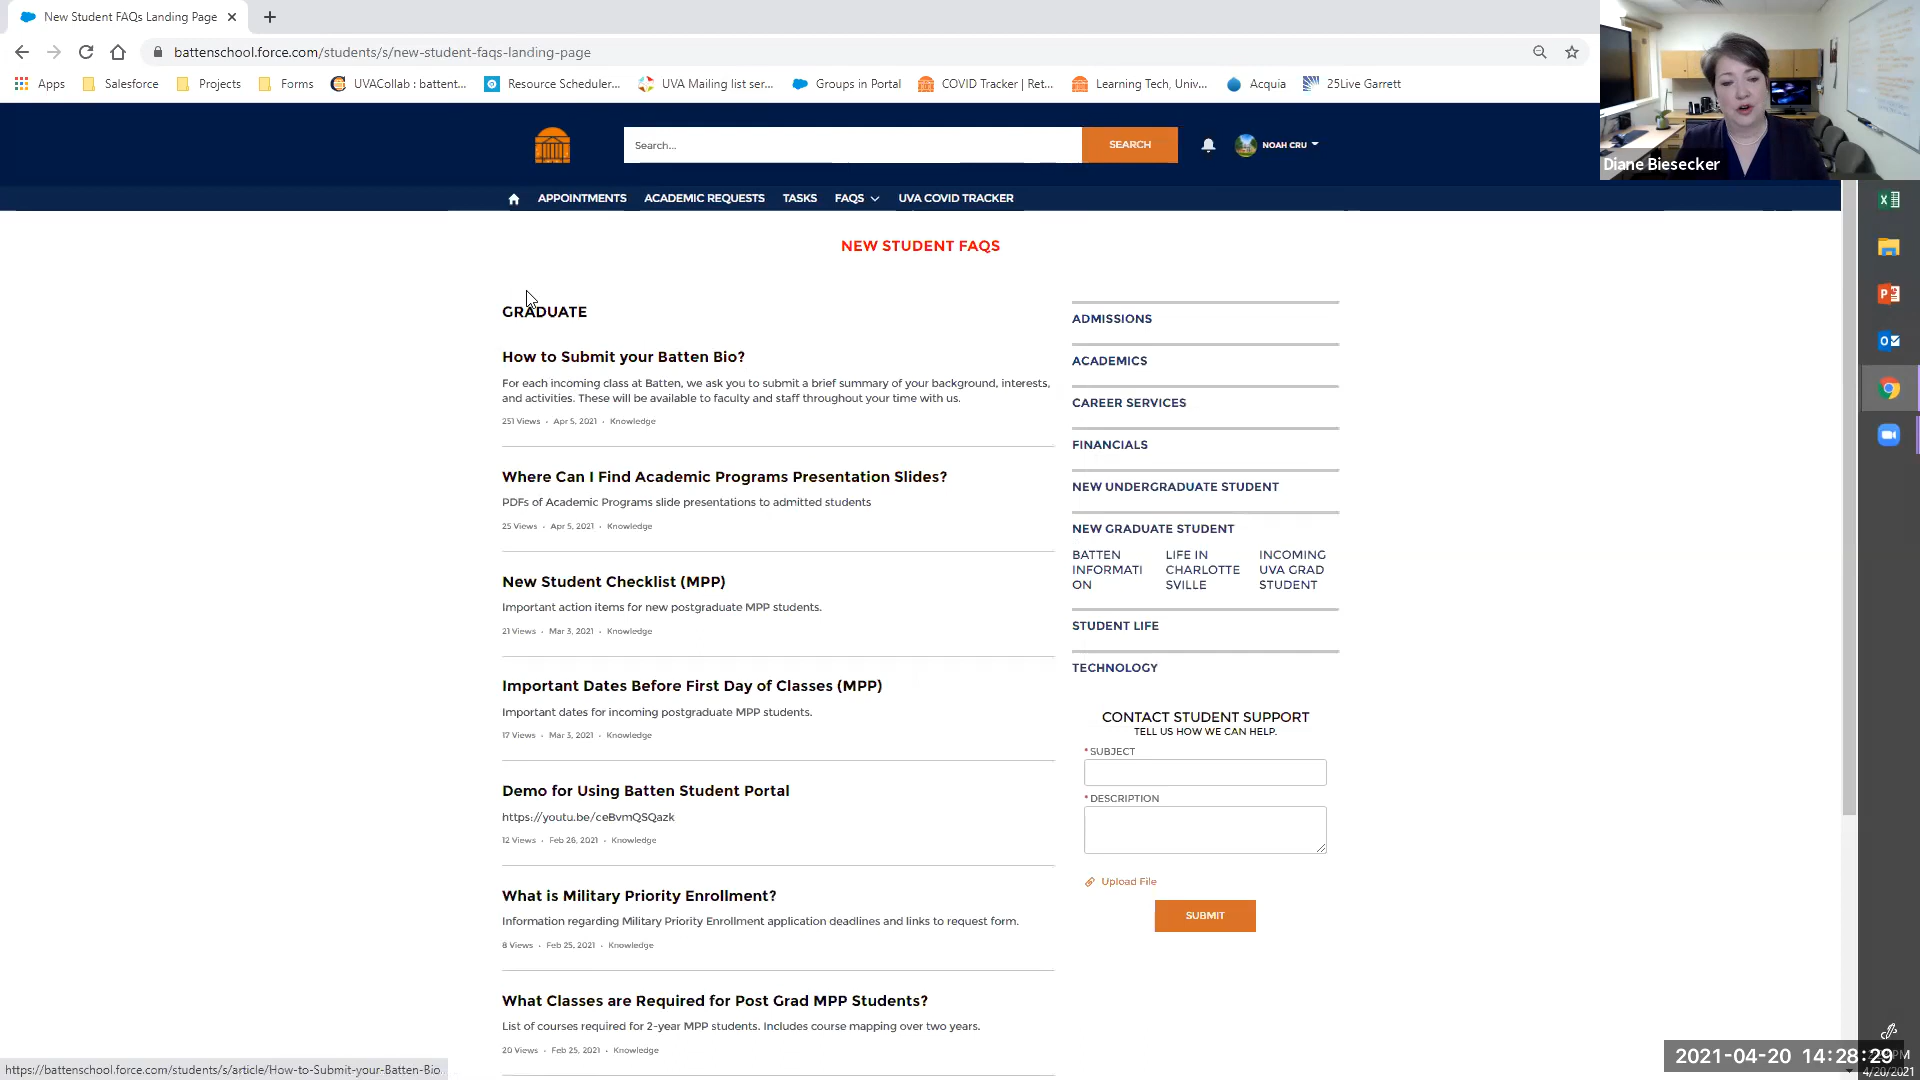 New Student FAQs Landing Page
battenschool.force.com/students/s/new-student-faqs-landing-page
Apps
Salesforce
Projects
Forms
UVACollab : battent...
Resource Scheduler...
UVA Mailing list ser...
Groups in Portal
COVID Tracker | Ret...
Learning Tech, Univ...
Acquia
25Live Garrett
Diane Biesecker
Search...
SEARCH
NOAH CRU
APPOINTMENTS
ACADEMIC REQUESTS
TASKS
FAQS
UVA COVID TRACKER
NEW STUDENT FAQS
GRADUATE
How to Submit your Batten Bio?
For each incoming class at Batten, we ask you to submit a brief summary of your background, interests,
and activities. These will be available to faculty and staff throughout your time with us.
251 Views · Apr 5, 2021 · Knowledge
Where Can I Find Academic Programs Presentation Slides?
PDFs of Academic Programs slide presentations to admitted students
25 Views · Apr 5, 2021 · Knowledge
New Student Checklist (MPP)
Important action items for new postgraduate MPP students.
21 Views · Mar 3, 2021 · Knowledge
Important Dates Before First Day of Classes (MPP)
Important dates for incoming postgraduate MPP students.
17 Views · Mar 3, 2021 · Knowledge
Demo for Using Batten Student Portal
https://youtu.be/ceBvmQSQazk
12 Views · Feb 26, 2021 · Knowledge
What is Military Priority Enrollment?
Information regarding Military Priority Enrollment application deadlines and links to request form.
8 Views · Feb 25, 2021 · Knowledge
What Classes are Required for Post Grad MPP Students?
List of courses required for 2-year MPP students. Includes course mapping over two years.
20 Views · Feb 25, 2021 · Knowledge
ADMISSIONS
ACADEMICS
CAREER SERVICES
FINANCIALS
NEW UNDERGRADUATE STUDENT
NEW GRADUATE STUDENT
BATTEN
INFORMATI
ON
LIFE IN
CHARLOTTE
SVILLE
INCOMING
UVA GRAD
STUDENT
STUDENT LIFE
TECHNOLOGY
CONTACT STUDENT SUPPORT
TELL US HOW WE CAN HELP.
* SUBJECT
* DESCRIPTION
Upload File
SUBMIT
https://battenschool.force.com/students/s/article/How-to-Submit-your-Batten-Bio
2021-04-20 14:28:29
PM
4/20/2021